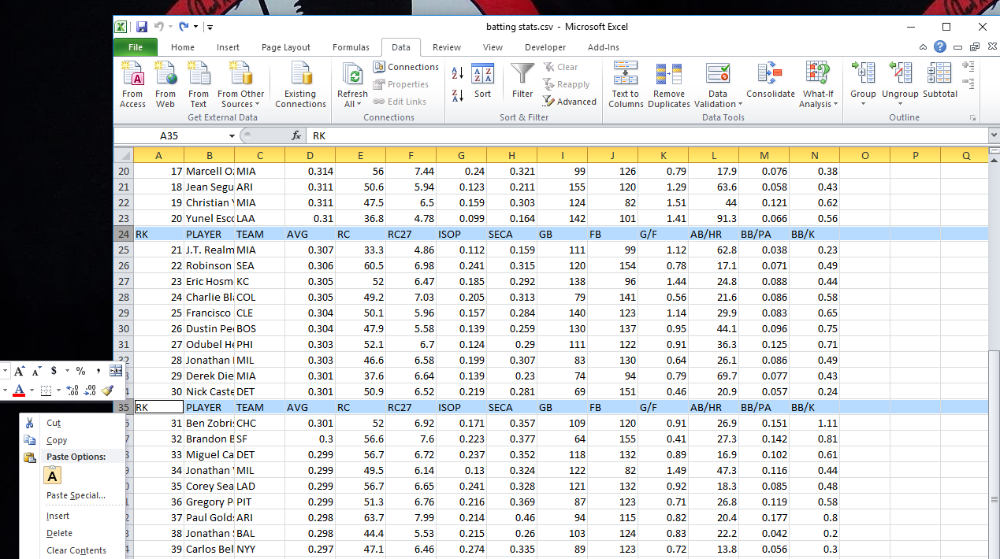 batting stats.csv - Microsoft Excel
File Home Insert Page Layout Formulas Data Review View Developer Add-Ins
From Access
From Web
From Text
From Other Sources
Existing Connections
Get External Data
Refresh All
Connections
Properties
Edit Links
Connections
Sort
Filter
Clear
Reapply
Advanced
Sort & Filter
Text to Columns
Remove Duplicates
Data Validation
Consolidate
What-If Analysis
Data Tools
Group
Ungroup
Subtotal
Outline
A35 fx RK
A B C D E F G H I J K L M N O P Q
20 17 Marcell O MIA 0.314 56 7.44 0.24 0.321 99 126 0.79 17.9 0.076 0.38
21 18 Jean Segu ARI 0.311 50.6 5.94 0.123 0.211 155 120 1.29 63.6 0.058 0.43
22 19 Christian MIA 0.311 47.5 6.5 0.159 0.303 124 82 1.51 44 0.121 0.62
23 20 Yunel Esco LAA 0.31 36.8 4.78 0.099 0.164 142 101 1.41 91.3 0.066 0.56
24 RK PLAYER TEAM AVG RC RC27 ISOP SECA GB FB G/F AB/HR BB/PA BB/K
25 21 J.T. Realm MIA 0.307 33.3 4.86 0.112 0.159 111 99 1.12 62.8 0.038 0.23
26 22 Robinson SEA 0.306 60.5 6.98 0.241 0.315 120 154 0.78 17.1 0.071 0.49
27 23 Eric Hosm KC 0.305 52 6.47 0.185 0.292 138 96 1.44 24.8 0.088 0.44
28 24 Charlie Bla COL 0.305 49.2 7.03 0.205 0.313 79 141 0.56 21.6 0.086 0.58
29 25 Francisco CLE 0.304 50.1 5.96 0.157 0.284 140 123 1.14 29.9 0.083 0.65
30 26 Dustin Pe BOS 0.304 47.9 5.58 0.139 0.259 130 137 0.95 44.1 0.096 0.75
31 27 Odubel He PHI 0.303 52.1 6.7 0.124 0.29 111 122 0.91 36.3 0.125 0.71
28 Jonathan MIL 0.303 46.6 6.58 0.199 0.307 83 130 0.64 26.1 0.086 0.49
29 Derek Die MIA 0.301 37.6 6.64 0.139 0.23 74 94 0.79 69.7 0.077 0.43
30 Nick Caste DET 0.301 50.9 6.52 0.219 0.281 69 151 0.46 20.9 0.057 0.24
35 RK PLAYER TEAM AVG RC RC27 ISOP SECA GB FB G/F AB/HR BB/PA BB/K
31 Ben Zobri CHC 0.301 52 6.92 0.171 0.357 109 120 0.91 26.9 0.151 1.11
32 Brandon B SF 0.3 56.6 7.6 0.223 0.377 64 155 0.41 27.3 0.142 0.81
33 Miguel Ca DET 0.299 56.7 6.72 0.237 0.352 118 132 0.89 16.9 0.102 0.61
34 Jonathan MIL 0.299 49.5 6.14 0.13 0.324 122 82 1.49 47.3 0.116 0.44
35 Corey Sea LAD 0.299 56.7 6.65 0.241 0.328 121 132 0.92 18.3 0.085 0.48
36 Gregory P PIT 0.299 51.3 6.76 0.216 0.369 87 123 0.71 26.8 0.119 0.58
37 Paul Golds ARI 0.298 63.7 7.99 0.214 0.46 94 115 0.82 20.4 0.177 0.8
38 Jonathan BAL 0.298 44.4 5.53 0.215 0.26 103 124 0.83 22.2 0.042 0.2
39 Carlos Bel NYY 0.297 47.1 6.46 0.274 0.335 89 123 0.72 13.8 0.056 0.3
A A $ % ,
A .00 .00
Cut
Copy
Paste Options:
A
Paste Special...
Insert
Delete
Clear Contents